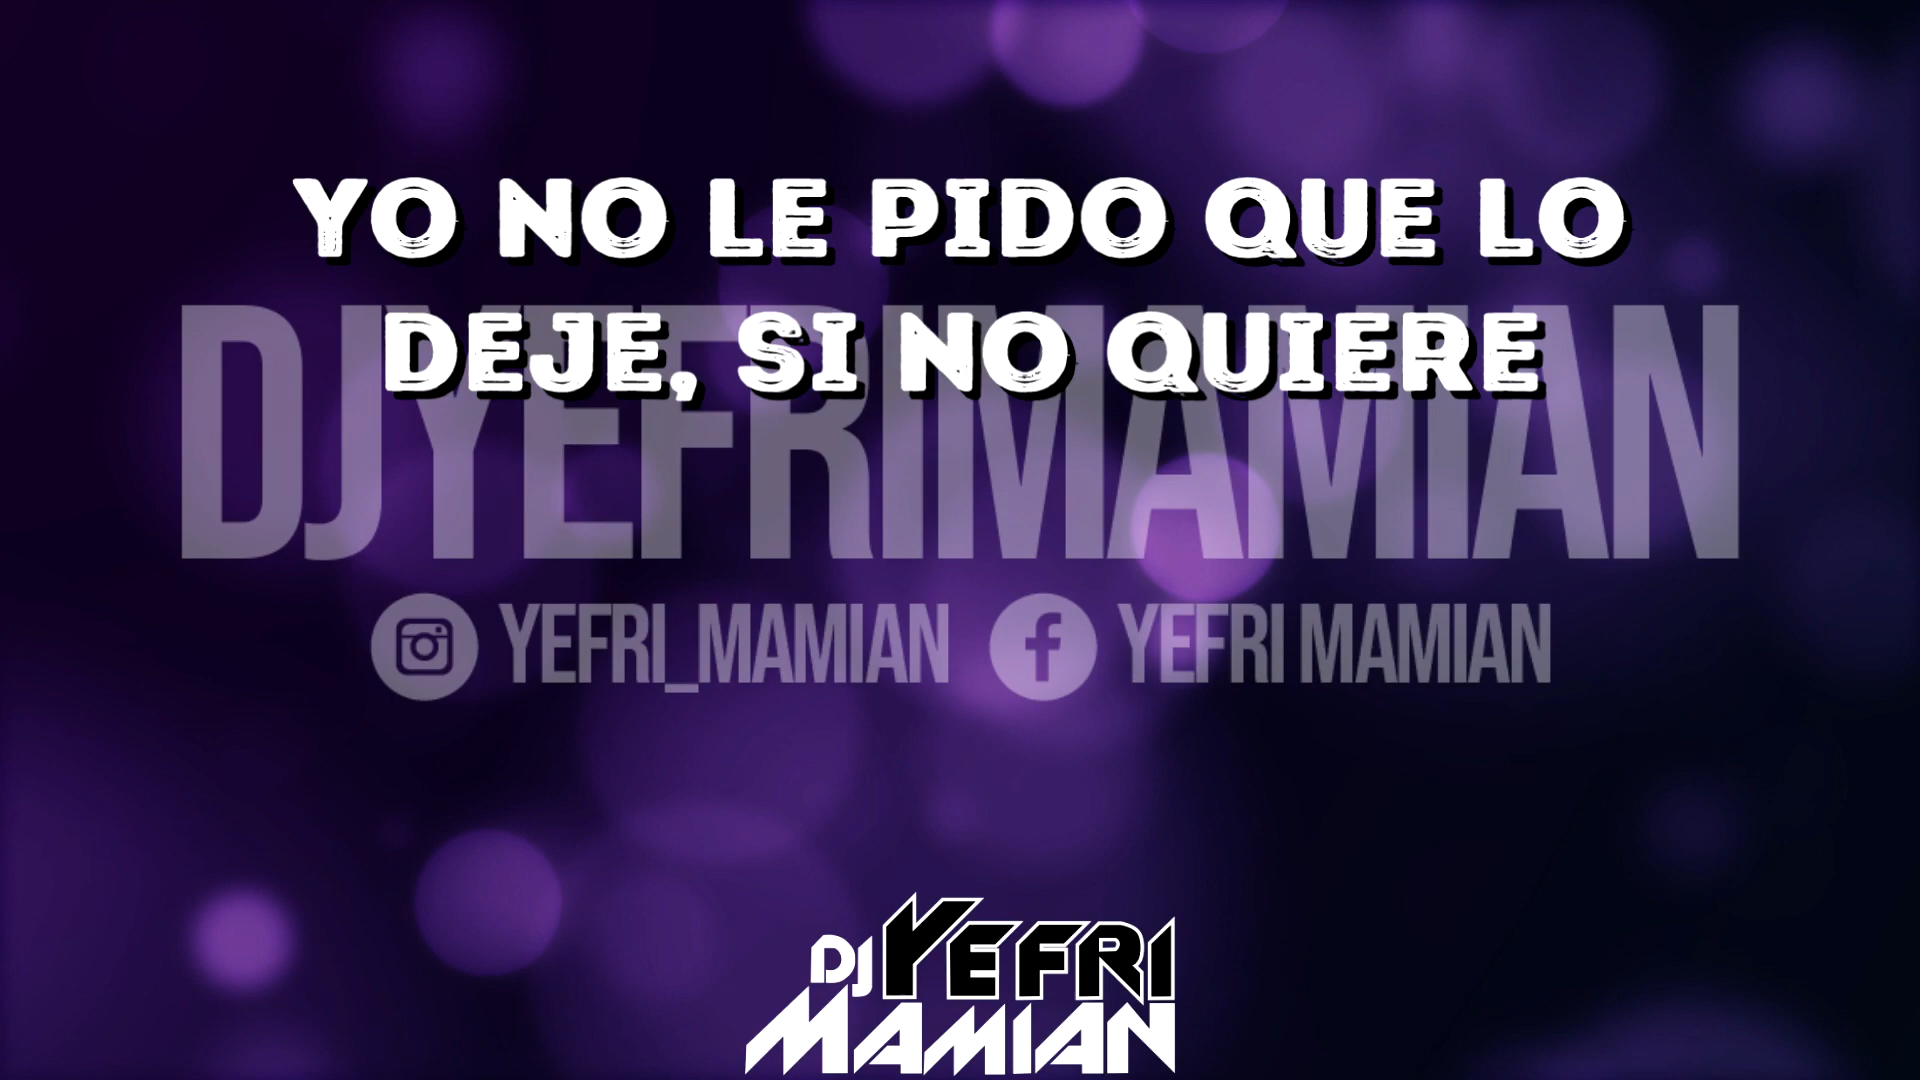 YO NO LE PIDO QUE LO
DEJE, SI NO QUIERE
DJYEFRIMAMIAN
YEFRI_MAMIAN YEFRI MAMIAN
DJ YEFRI
MAMIAN